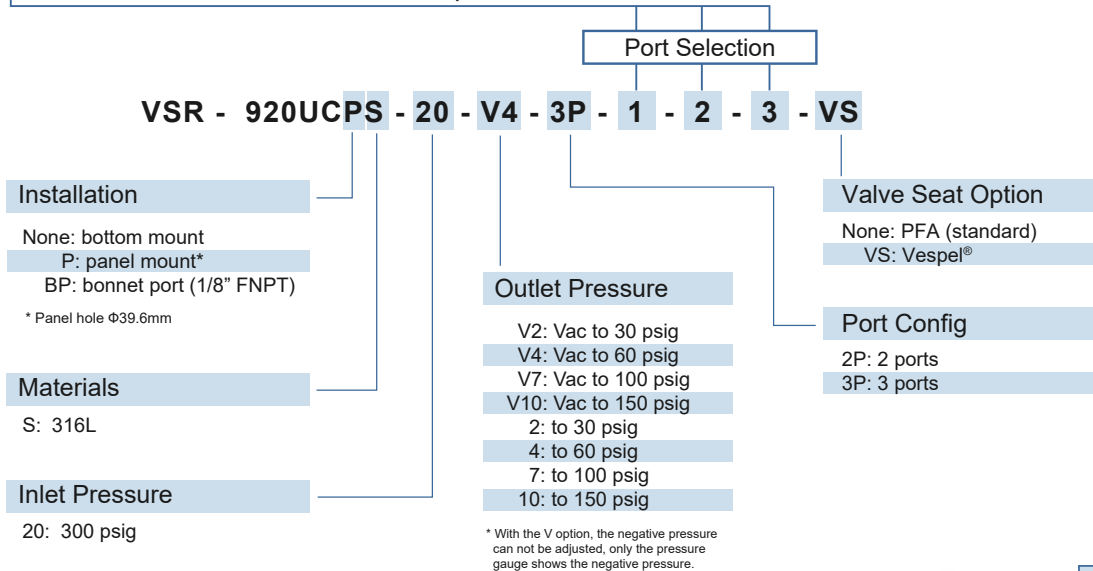 Port Selection
VSR - 920UCPS - 20 - V4 - 3P - 1 - 2 - 3 - VS
Installation
None: bottom mount
P: panel mount*
BP: bonnet port (1/8” FNPT)
* Panel hole Φ39.6mm
Materials
S: 316L
Inlet Pressure
20: 300 psig
Outlet Pressure
V2: Vac to 30 psig
V4: Vac to 60 psig
V7: Vac to 100 psig
V10: Vac to 150 psig
2: to 30 psig
4: to 60 psig
7: to 100 psig
10: to 150 psig
* With the V option, the negative pressure
can not be adjusted, only the pressure
gauge shows the negative pressure.
Valve Seat Option
None: PFA (standard)
VS: Vespel®
Port Config
2P: 2 ports
3P: 3 ports